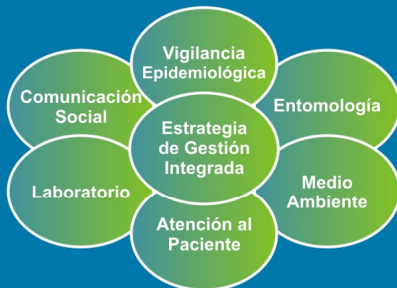 Vigilancia
Epidemiológica
Comunicación
Social
Entomología
Estrategia
de Gestión
Integrada
Laboratorio
Medio
Ambiente
Atención al
Paciente